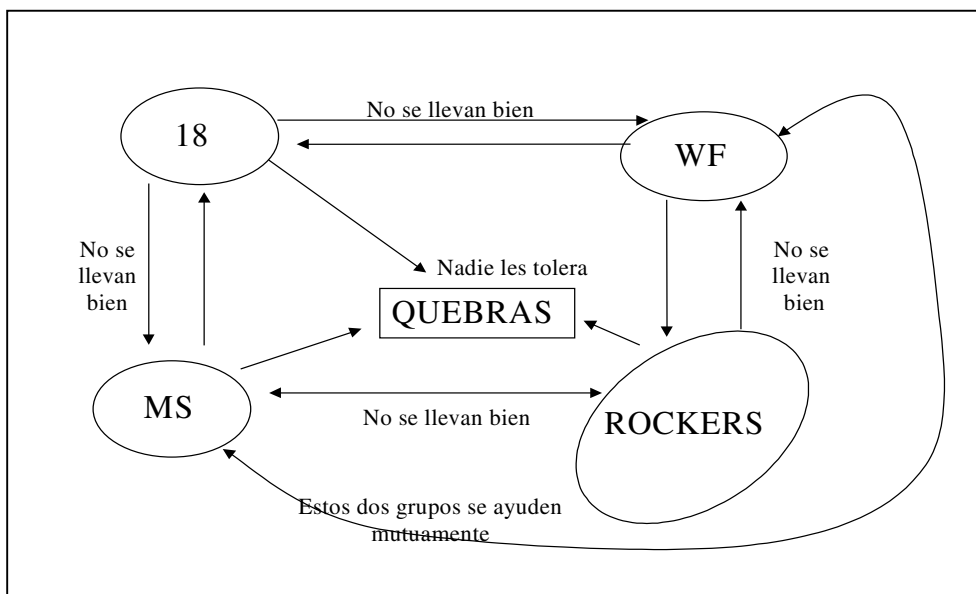 No se llevan bien
18
WF
No se
llevan
bien
Nadie les tolera
No se
llevan
bien
QUEBRAS
MS
No se llevan bien
ROCKERS
Estos dos grupos se ayuden
mutuamente